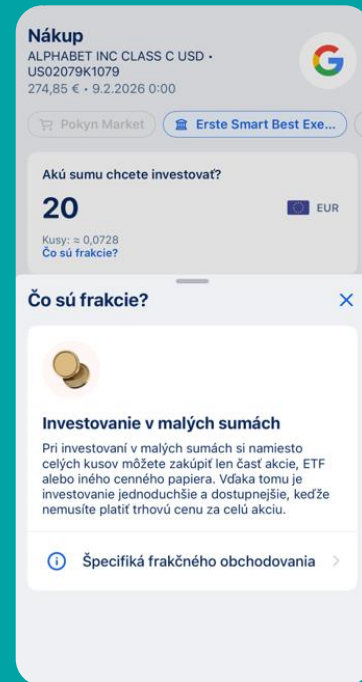 Nákup
ALPHABET INC CLASS C USD •
US02079K1079
274,85 € • 9.2.2026 0:00
Pokyn Market
Erste Smart Best Exe...
Akú sumu chcete investovať?
20
EUR
Kusy: ≈ 0,0728
Čo sú frakcie?
Čo sú frakcie?
Investovanie v malých sumách
Pri investovaní v malých sumách si namiesto
celých kusov môžete zakúpiť len časť akcie, ETF
alebo iného cenného papiera. Vďaka tomu je
investovanie jednoduchšie a dostupnejšie, keďže
nemusíte platiť trhovú cenu za celú akciu.
Špecifiká frakčného obchodovania